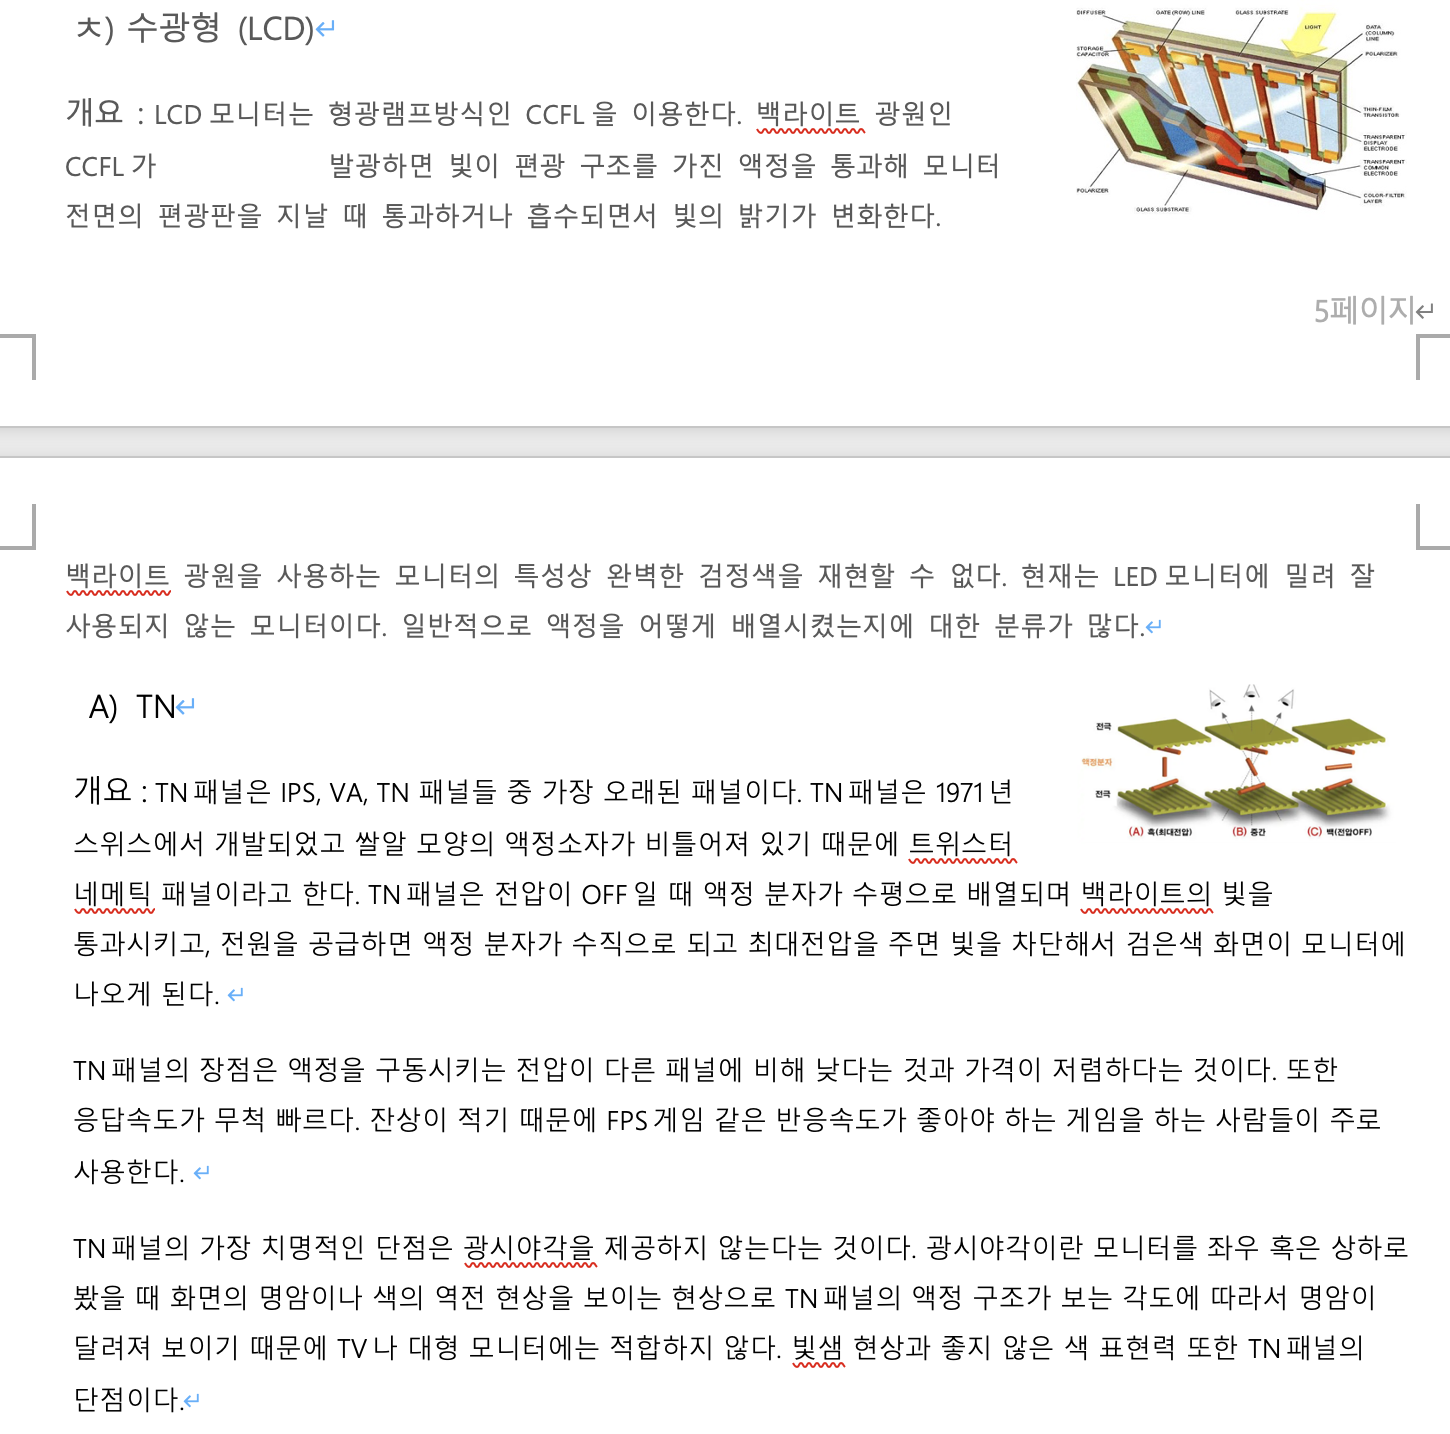 ㅊ) 수광형 (LCD)
DIFFUSER
GATE (ROW) LINE
GLASS SUBSTRATE
LIGHT
DATA (COLUMN) LINE
STORAGE CAPACITOR
POLARIZER
THIN-FILM TRANSISTOR
TRANSPARENT DISPLAY ELECTRODE
TRANSPARENT COMMON ELECTRODE
COLOR-FILTER LAYER
POLARIZER
GLASS SUBSTRATE
개요 : LCD 모니터는 형광램프방식인 CCFL 을 이용한다. 백라이트 광원인
CCFL 가 발광하면 빛이 편광 구조를 가진 액정을 통과해 모니터
전면의 편광판을 지날 때 통과하거나 흡수되면서 빛의 밝기가 변화한다.
5페이지
백라이트 광원을 사용하는 모니터의 특성상 완벽한 검정색을 재현할 수 없다. 현재는 LED 모니터에 밀려 잘
사용되지 않는 모니터이다. 일반적으로 액정을 어떻게 배열시켰는지에 대한 분류가 많다.
A) TN
전극
액정분자
전극
(A) 흑(최대전압)
(B) 중간
(C) 백(전압OFF)
개요 : TN 패널은 IPS, VA, TN 패널들 중 가장 오래된 패널이다. TN 패널은 1971 년
스위스에서 개발되었고 쌀알 모양의 액정소자가 비틀어져 있기 때문에 트위스터
네메틱 패널이라고 한다. TN 패널은 전압이 OFF 일 때 액정 분자가 수평으로 배열되며 백라이트의 빛을
통과시키고, 전원을 공급하면 액정 분자가 수직으로 되고 최대전압을 주면 빛을 차단해서 검은색 화면이 모니터에
나오게 된다.
TN 패널의 장점은 액정을 구동시키는 전압이 다른 패널에 비해 낮다는 것과 가격이 저렴하다는 것이다. 또한
응답속도가 무척 빠르다. 잔상이 적기 때문에 FPS 게임 같은 반응속도가 좋아야 하는 게임을 하는 사람들이 주로
사용한다.
TN 패널의 가장 치명적인 단점은 광시야각을 제공하지 않는다는 것이다. 광시야각이란 모니터를 좌우 혹은 상하로
봤을 때 화면의 명암이나 색의 역전 현상을 보이는 현상으로 TN 패널의 액정 구조가 보는 각도에 따라서 명암이
달려져 보이기 때문에 TV 나 대형 모니터에는 적합하지 않다. 빛샘 현상과 좋지 않은 색 표현력 또한 TN 패널의
단점이다.